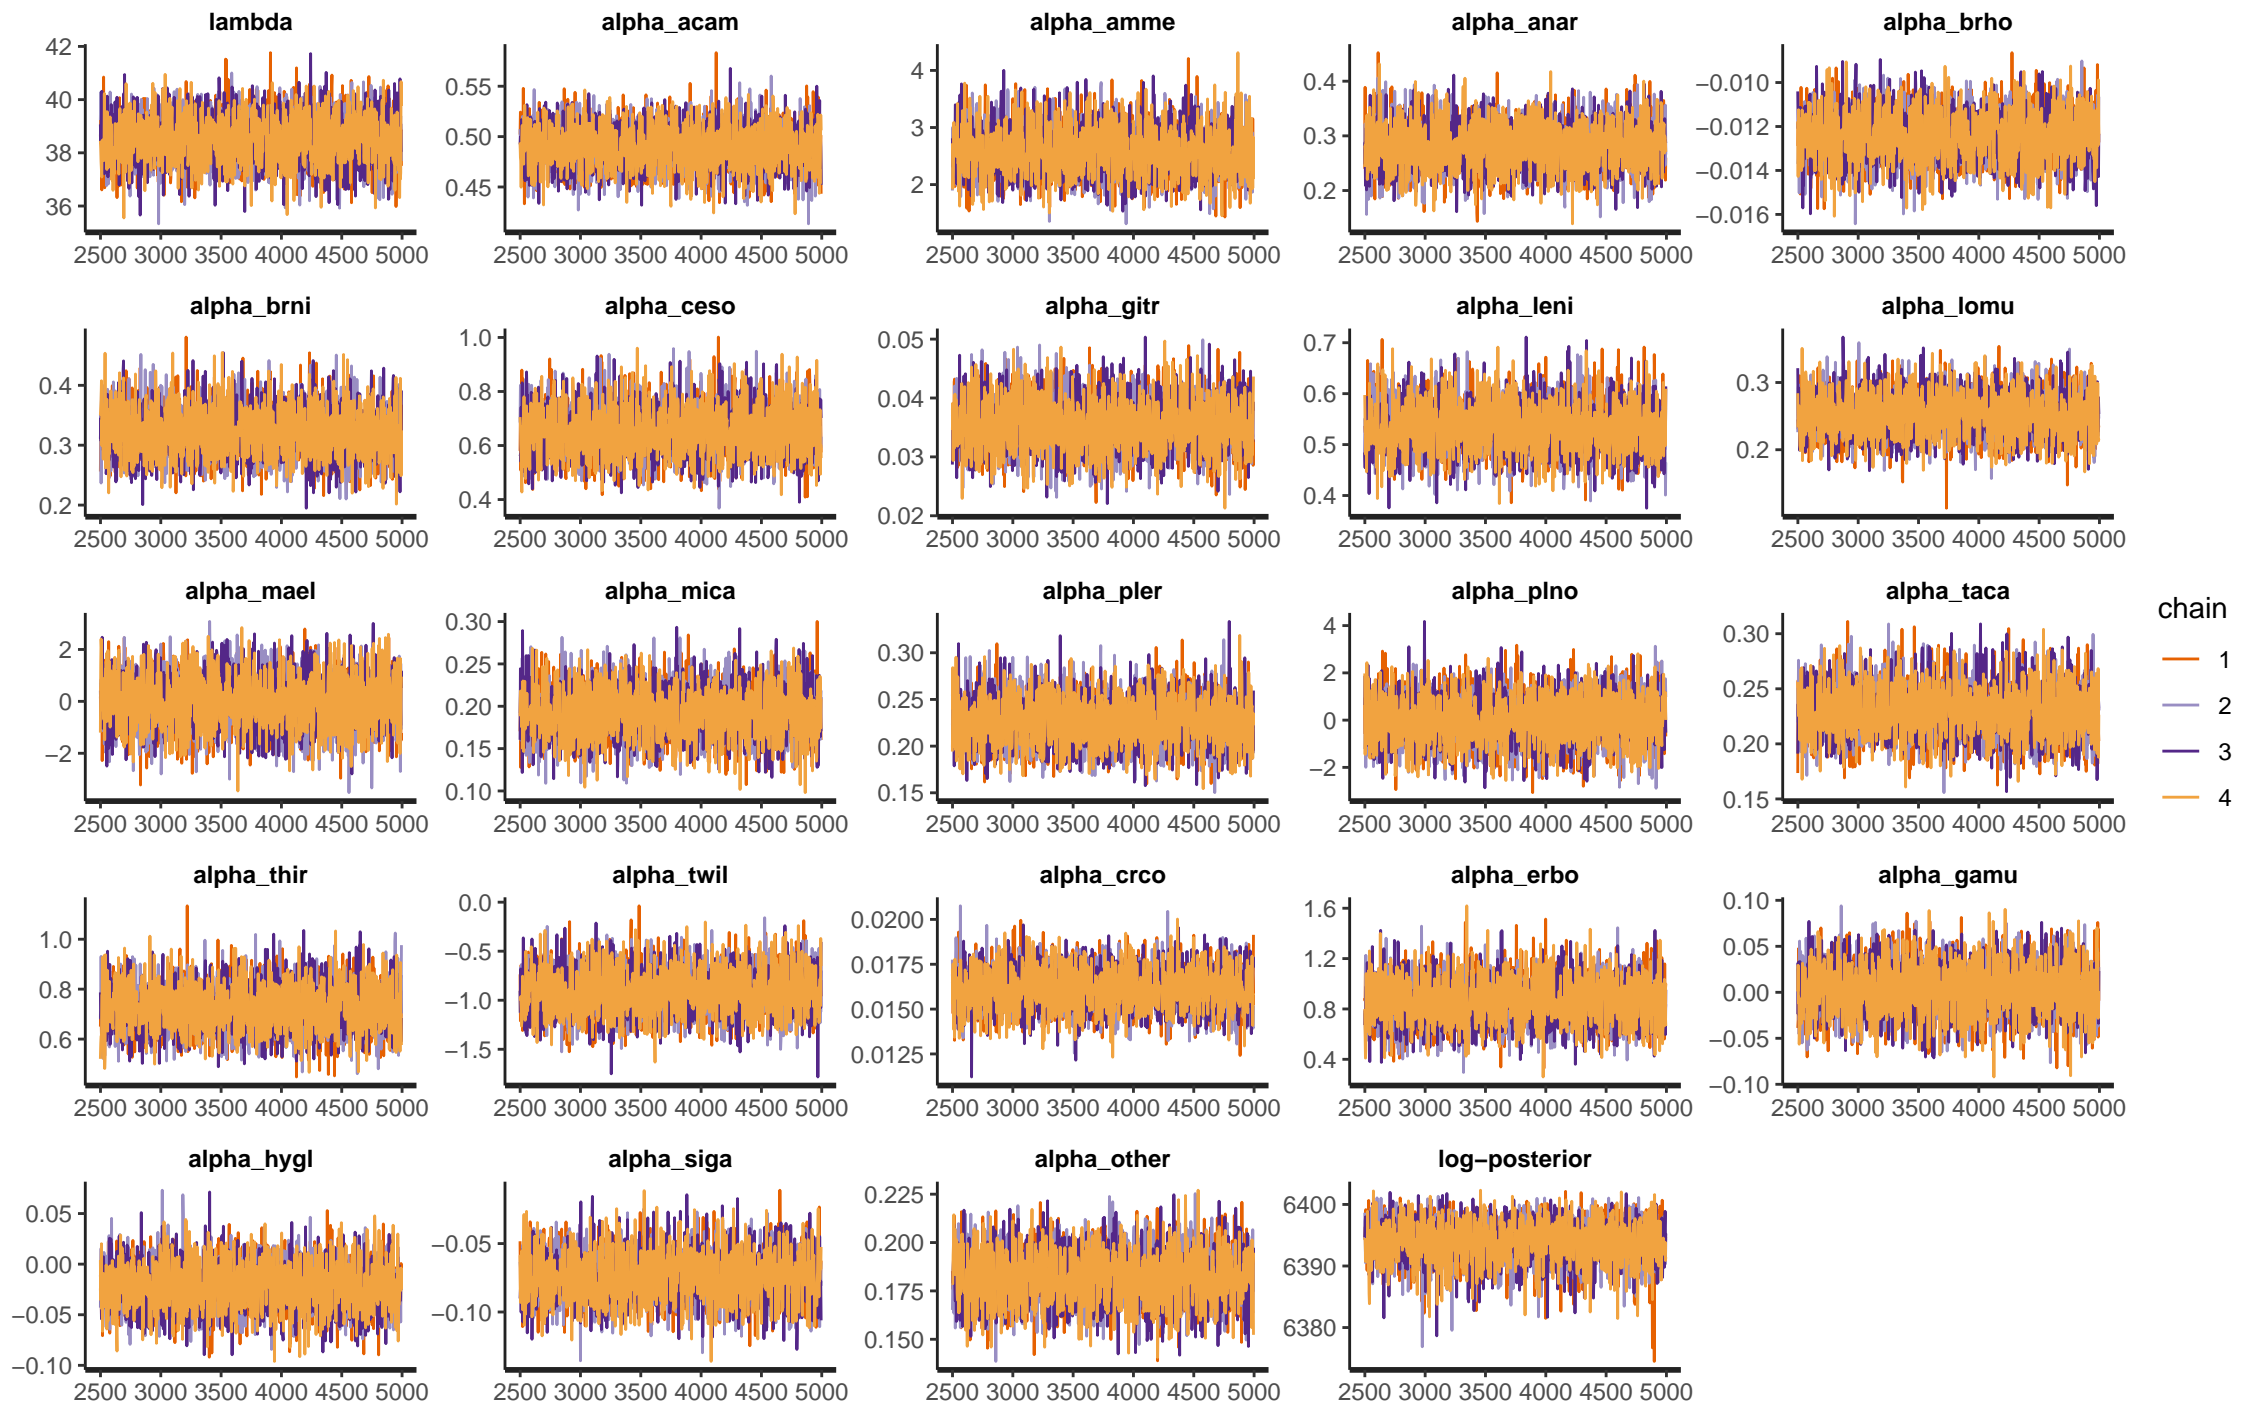 lambda alpha_acam alpha_amme alpha_anar alpha_brho
42 40 38 36
0.55 0.50 0.45
4 3 2
0.4 0.3 0.2
−0.010 −0.012 −0.014 −0.016
2500 3000 3500 4000 4500 5000 2500 3000 3500 4000 4500 5000 2500 3000 3500 4000 4500 5000 2500 3000 3500 4000 4500 5000 2500 3000 3500 4000 4500 5000
alpha_brni alpha_ceso alpha_gitr alpha_leni alpha_lomu
0.4 0.3 0.2
1.0 0.8 0.6 0.4
0.05 0.04 0.03 0.02
0.7 0.6 0.5 0.4
0.3 0.2
2500 3000 3500 4000 4500 5000 2500 3000 3500 4000 4500 5000 2500 3000 3500 4000 4500 5000 2500 3000 3500 4000 4500 5000 2500 3000 3500 4000 4500 5000
alpha_mael alpha_mica alpha_pler alpha_plno alpha_taca
2 0 −2
0.30 0.25 0.20 0.15 0.10
0.30 0.25 0.20 0.15
4 2 0 −2
0.30 0.25 0.20 0.15
2500 3000 3500 4000 4500 5000 2500 3000 3500 4000 4500 5000 2500 3000 3500 4000 4500 5000 2500 3000 3500 4000 4500 5000 2500 3000 3500 4000 4500 5000
chain
1
2
3
4
alpha_thir alpha_twil alpha_crco alpha_erbo alpha_gamu
1.0 0.8 0.6
0.0 −0.5 −1.0 −1.5
0.0200 0.0175 0.0150 0.0125
1.6 1.2 0.8 0.4
0.10 0.05 0.00 −0.05 −0.10
2500 3000 3500 4000 4500 5000 2500 3000 3500 4000 4500 5000 2500 3000 3500 4000 4500 5000 2500 3000 3500 4000 4500 5000 2500 3000 3500 4000 4500 5000
alpha_hygl alpha_siga alpha_other log−posterior
0.05 0.00 −0.05 −0.10
−0.05 −0.10
0.225 0.200 0.175 0.150
6400 6390 6380
2500 3000 3500 4000 4500 5000 2500 3000 3500 4000 4500 5000 2500 3000 3500 4000 4500 5000 2500 3000 3500 4000 4500 5000